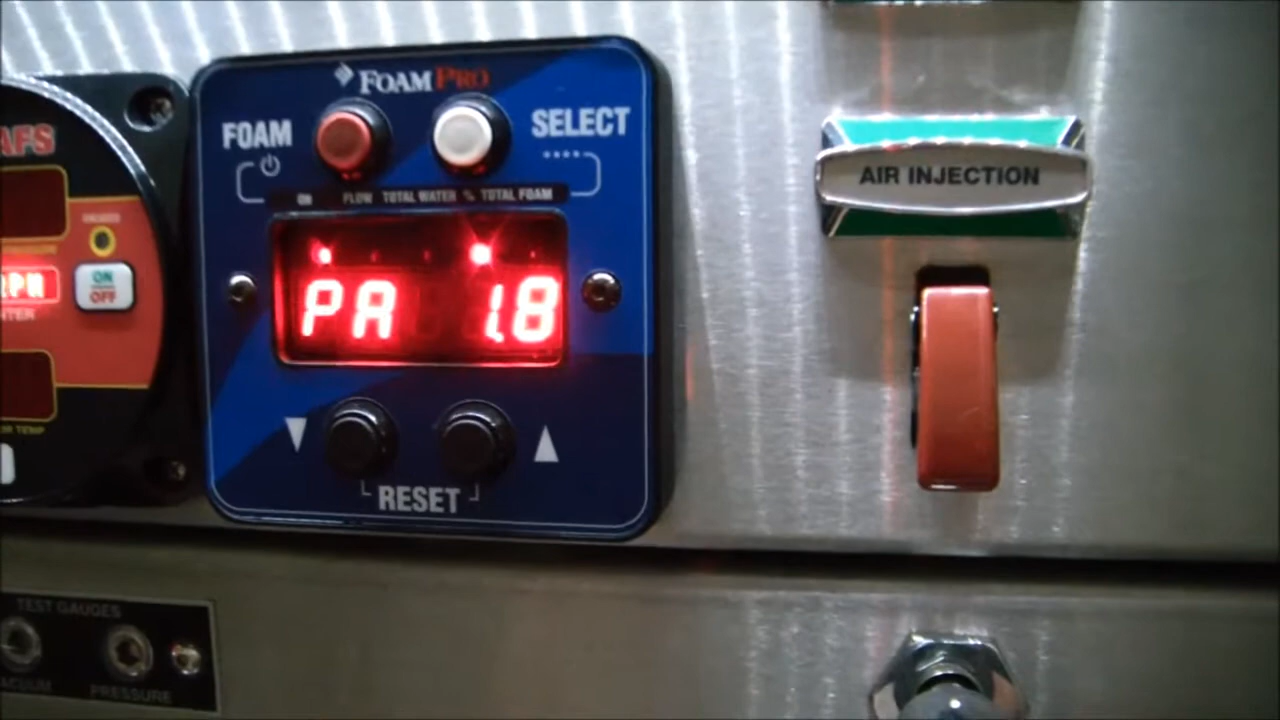 FOAMPRO
FOAM
SELECT
ON FLOW TOTAL WATER % TOTAL FOAM
PA 1.8
RESET
AIR INJECTION
AFS
ON
OFF
RPM
TEST GAUGES
PRESSURE